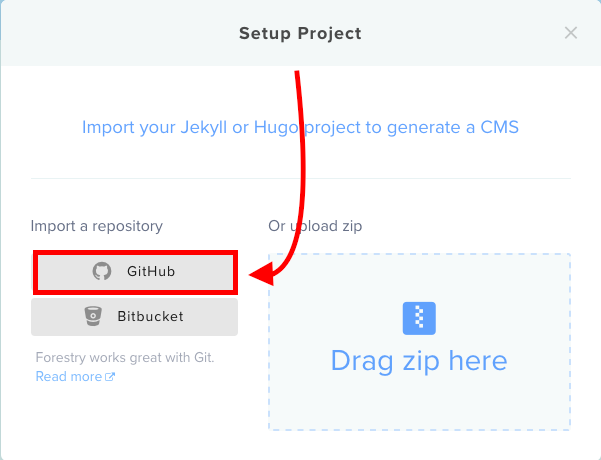 Setup Project
Import your Jekyll or Hugo project to generate a CMS
Import a repository
GitHub
Bitbucket
Forestry works great with Git.
Read more
Or upload zip
Drag zip here